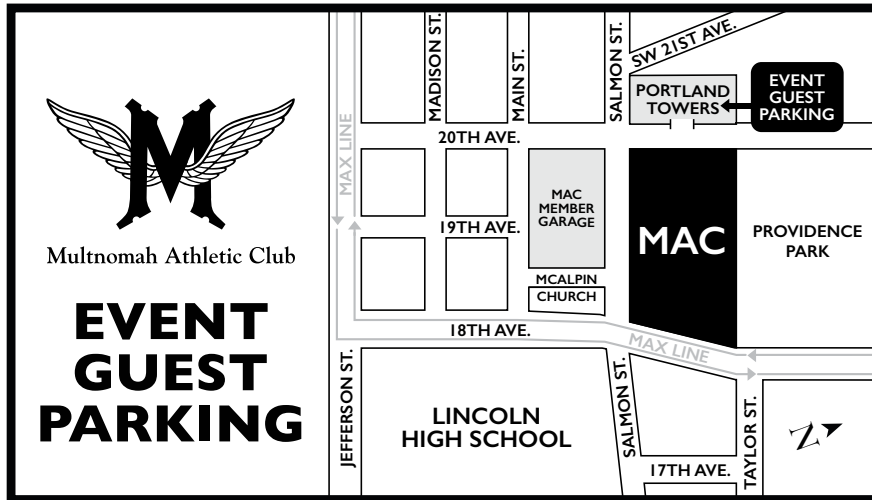 M
Multnomah Athletic Club
EVENT
GUEST
PARKING
MAX LINE
MADISON ST.
MAIN ST.
SALMON ST.
SW 21ST AVE.
PORTLAND
TOWERS
EVENT
GUEST
PARKING
20TH AVE.
MAC
MEMBER
GARAGE
19TH AVE.
MAC
PROVIDENCE
PARK
MCALPIN
CHURCH
18TH AVE.
MAX LINE
JEFFERSON ST.
LINCOLN
HIGH SCHOOL
SALMON ST.
TAYLOR ST.
17TH AVE.
N